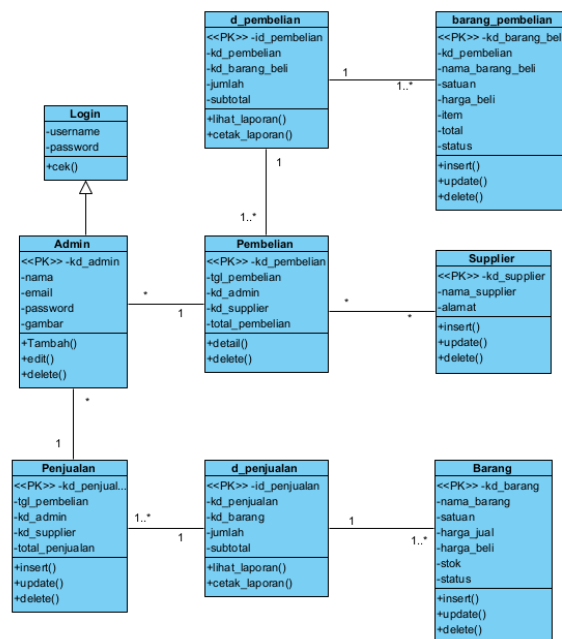 d_pembelian
<<PK>> -id_pembelian
-kd_pembelian
-kd_barang_beli
-jumlah
-subtotal
+lihat_laporan()
+cetak_laporan()
1
1..*
barang_pembelian
<<PK>> -kd_barang_bel
-kd_pembelian
-nama_barang_beli
-satuan
-harga_beli
-item
-total
-status
+insert()
+update()
+delete()
Login
-username
-password
+cek()
1
1..*
Admin
<<PK>> -kd_admin
-nama
-email
-password
-gambar
+Tambah()
+edit()
+delete()
*
1
Pembelian
<<PK>> -kd_pembelian
-tgl_pembelian
-kd_admin
-kd_supplier
-total_pembelian
+detail()
+delete()
*
*
Supplier
<<PK>> -kd_supplier
-nama_supplier
-alamat
+insert()
+update()
+delete()
*
1
Penjualan
<<PK>> -kd_penjual...
-tgl_pembelian
-kd_admin
-kd_supplier
-total_penjualan
+insert()
+update()
+delete()
1..*
1
d_penjualan
<<PK>> -id_penjualan
-kd_penjualan
-kd_barang
-jumlah
-subtotal
+lihat_laporan()
+cetak_laporan()
1
1..*
Barang
<<PK>> -kd_barang
-nama_barang
-satuan
-harga_jual
-harga_beli
-stok
-status
+insert()
+update()
+delete()